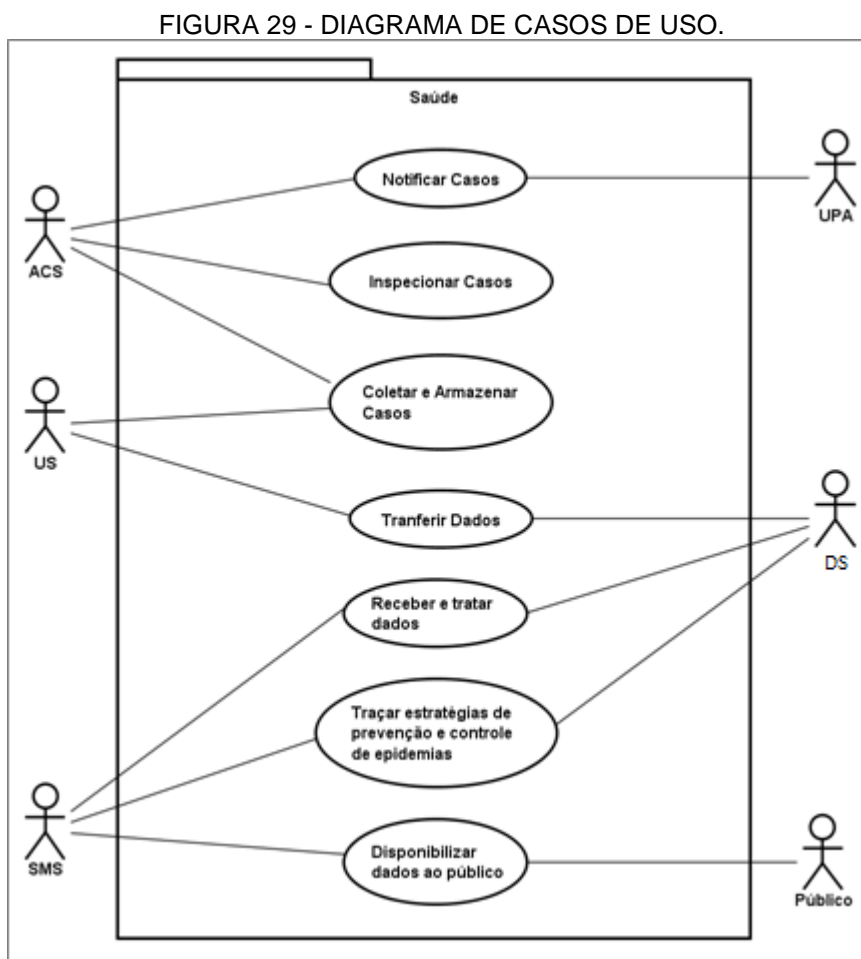 FIGURA 29 - DIAGRAMA DE CASOS DE USO.
Saúde
Notificar Casos
UPA
ACS
Inspecionar Casos
Coletar e Armazenar
Casos
US
Tranferir Dados
DS
Receber e tratar
dados
Traçar estratégias de
prevenção e controle
de epidemias
SMS
Disponibilizar
dados ao público
Público